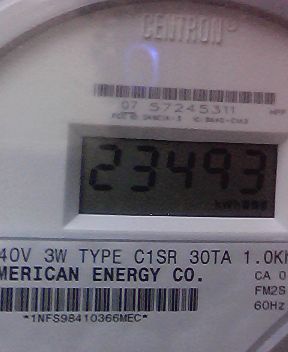 CENTRON®
07 57245311
23493
kWh 888
40V 3W TYPE C1SR 30TA 1.0K
MERICAN ENERGY CO.
CA 0
FM2S
60Hz
*1NFS98410366MEC*